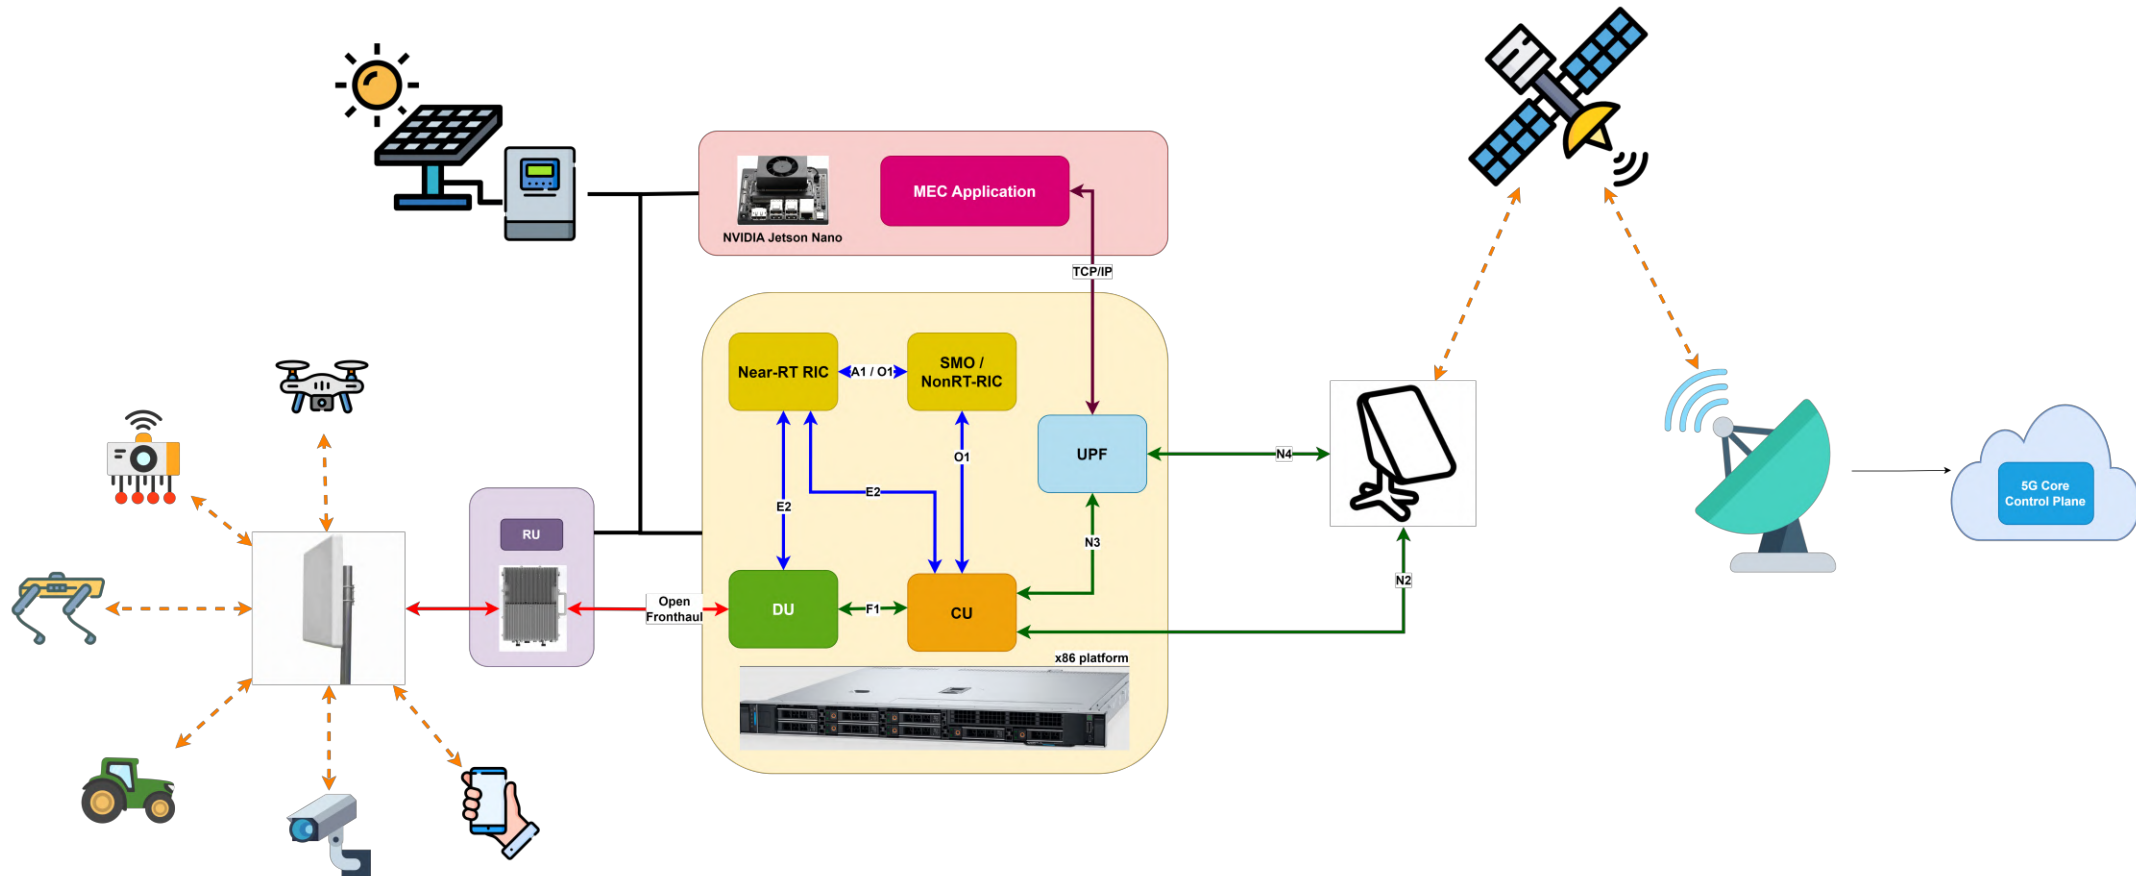 MEC Application
NVIDIA Jetson Nano
TCP/IP
Near-RT RIC
A1 / O1
SMO /
NonRT-RIC
UPF
N4
O1
E2
E2
N3
RU
N2
Open
Fronthaul
DU
F1
CU
x86 platform
5G Core
Control Plane